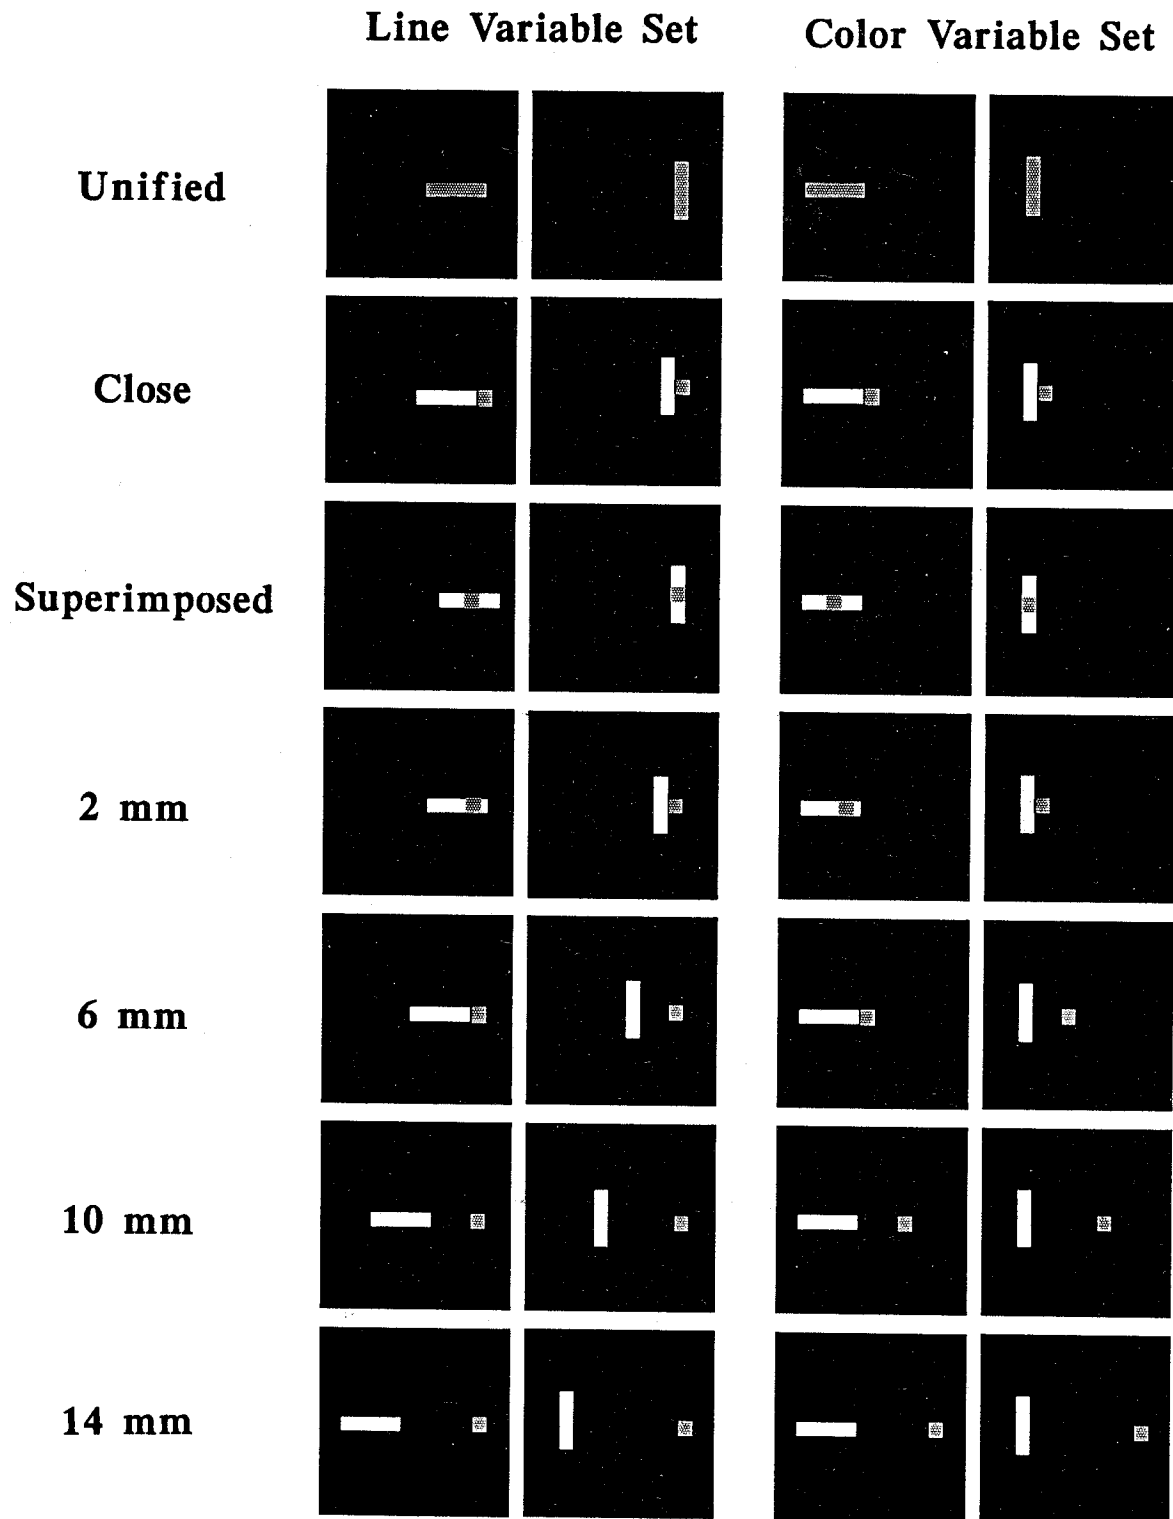 Line Variable Set
Color Variable Set
Unified
Close
Superimposed
2 mm
6 mm
10 mm
14 mm